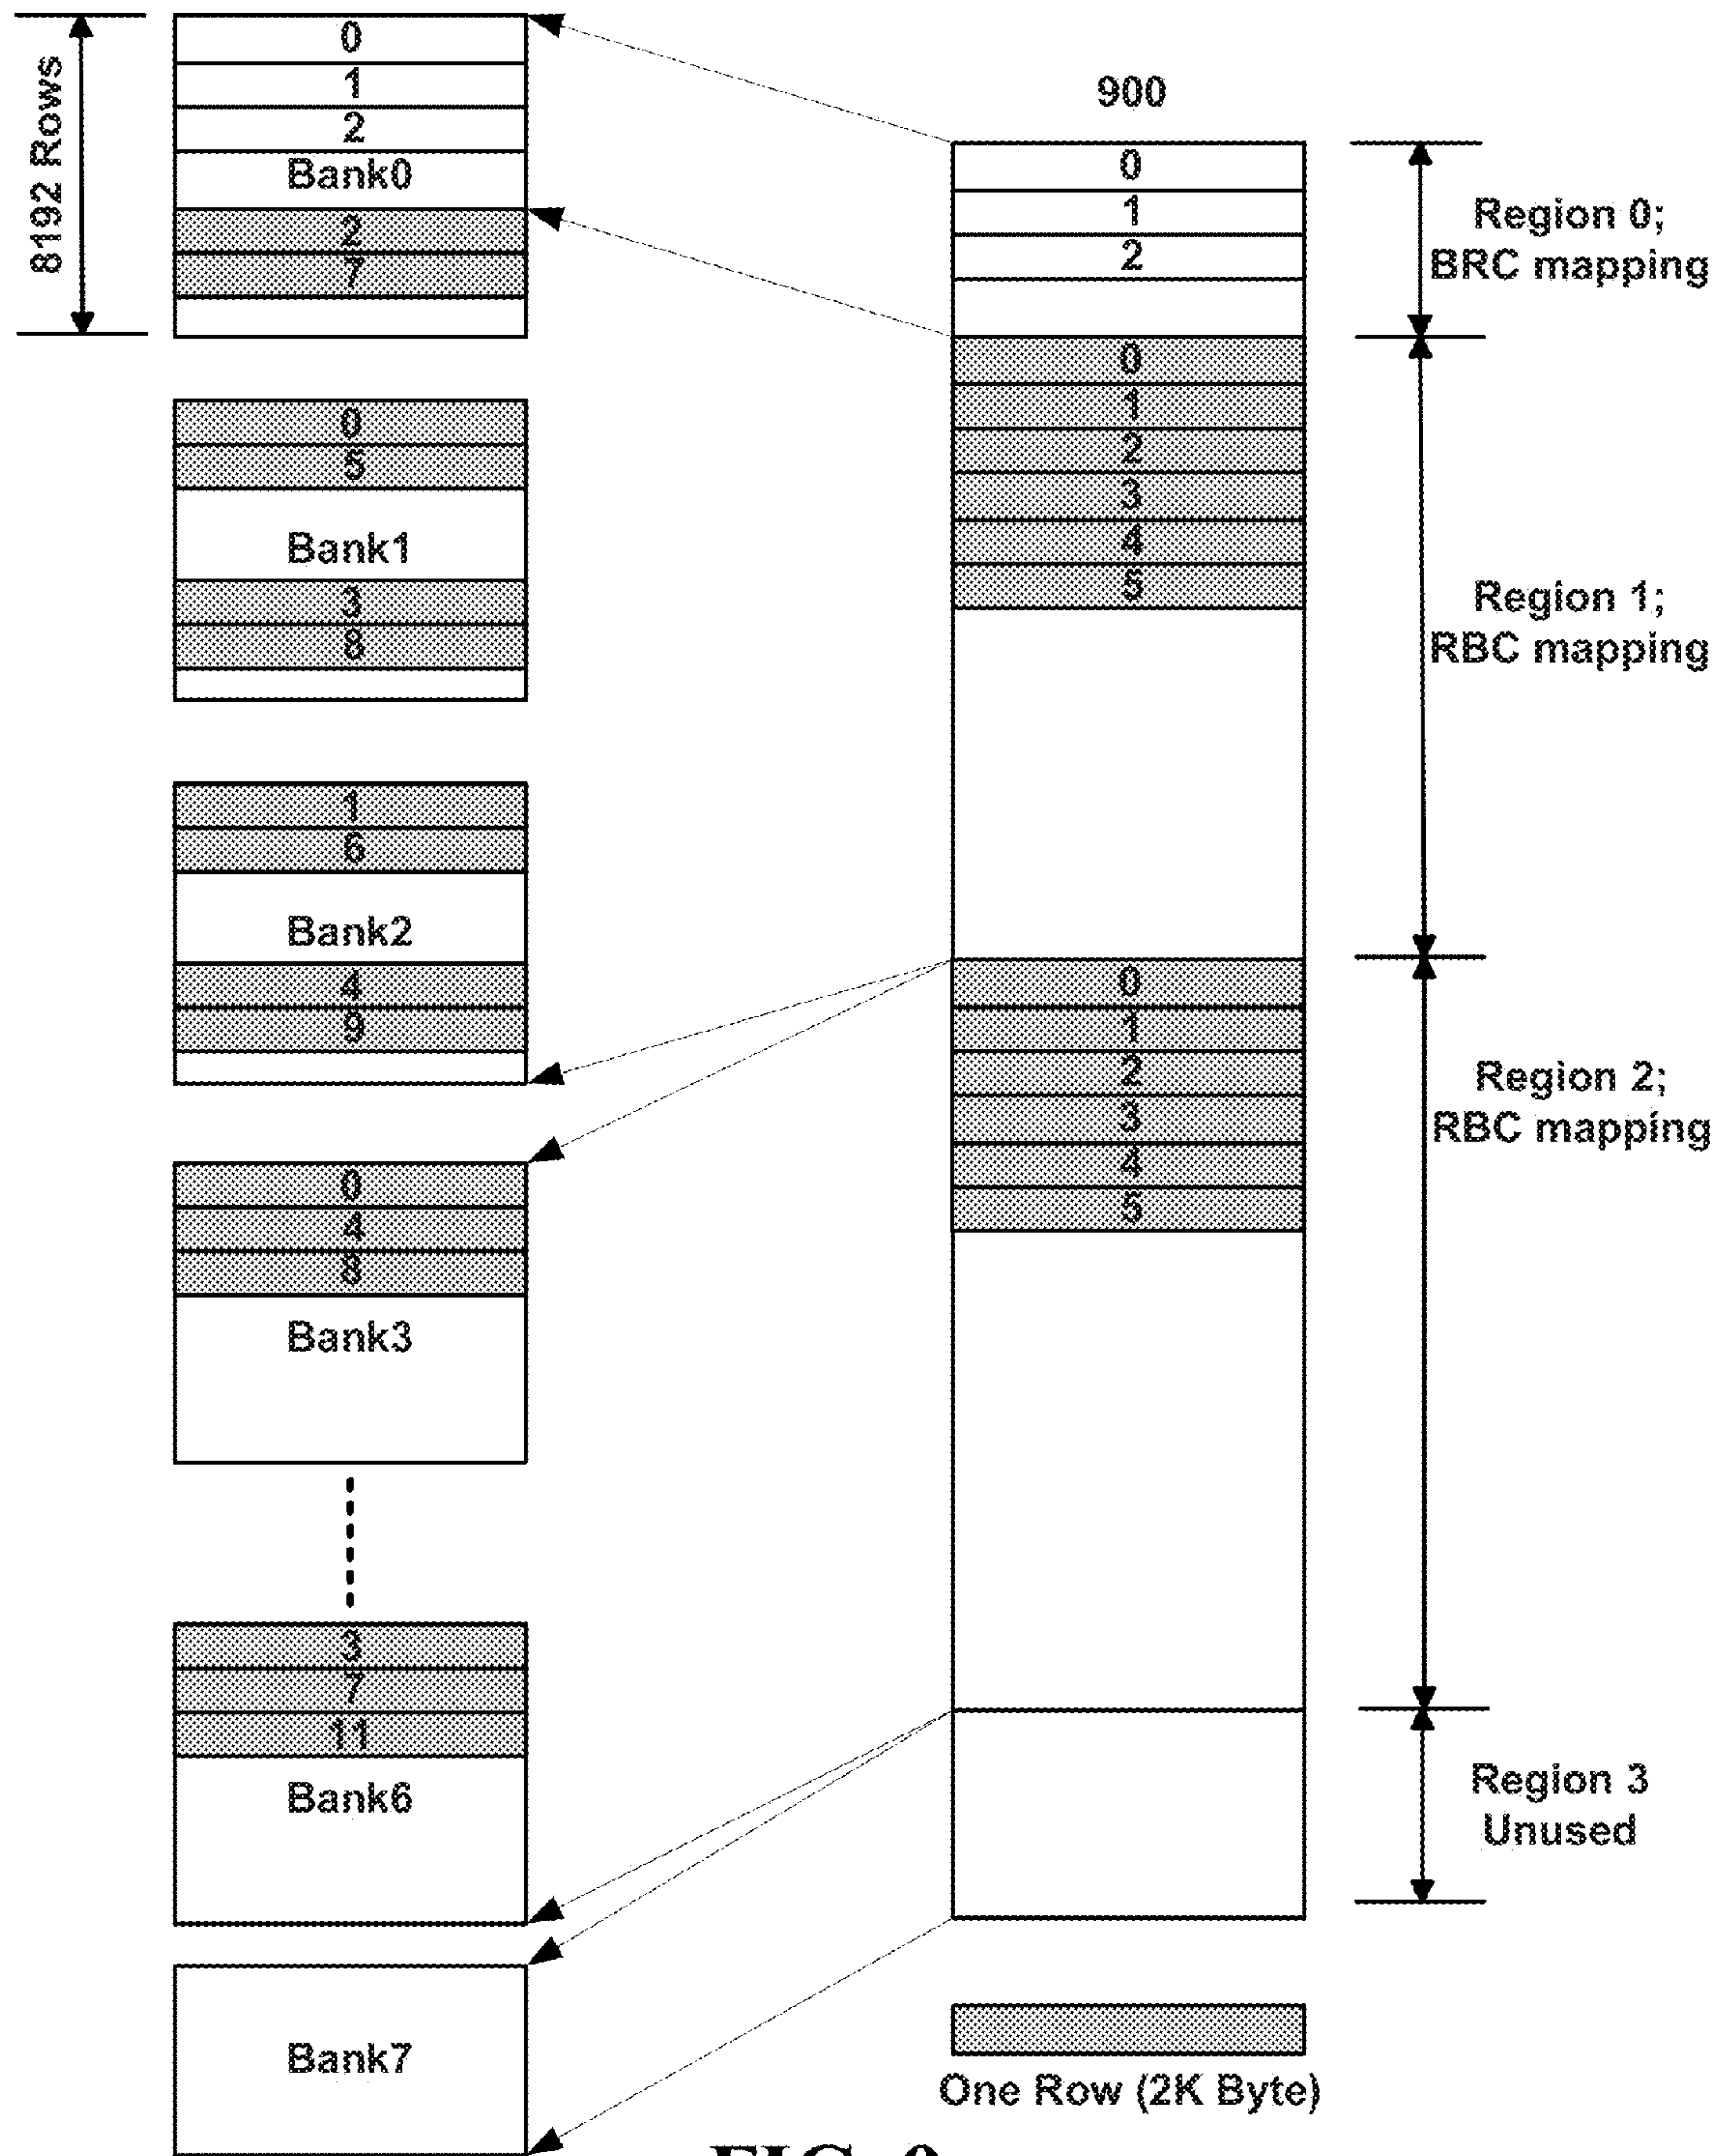 8192 Rows
0
1
2
Bank0
2
7
0
5
Bank1
3
8
1
6
Bank2
4
9
0
4
8
Bank3
3
7
11
Bank6
Bank7
900
0
1
2
0
1
2
3
4
5
0
1
2
3
4
5
Region 0;
BRC mapping
Region 1;
RBC mapping
Region 2;
RBC mapping
Region 3
Unused
One Row (2K Byte)